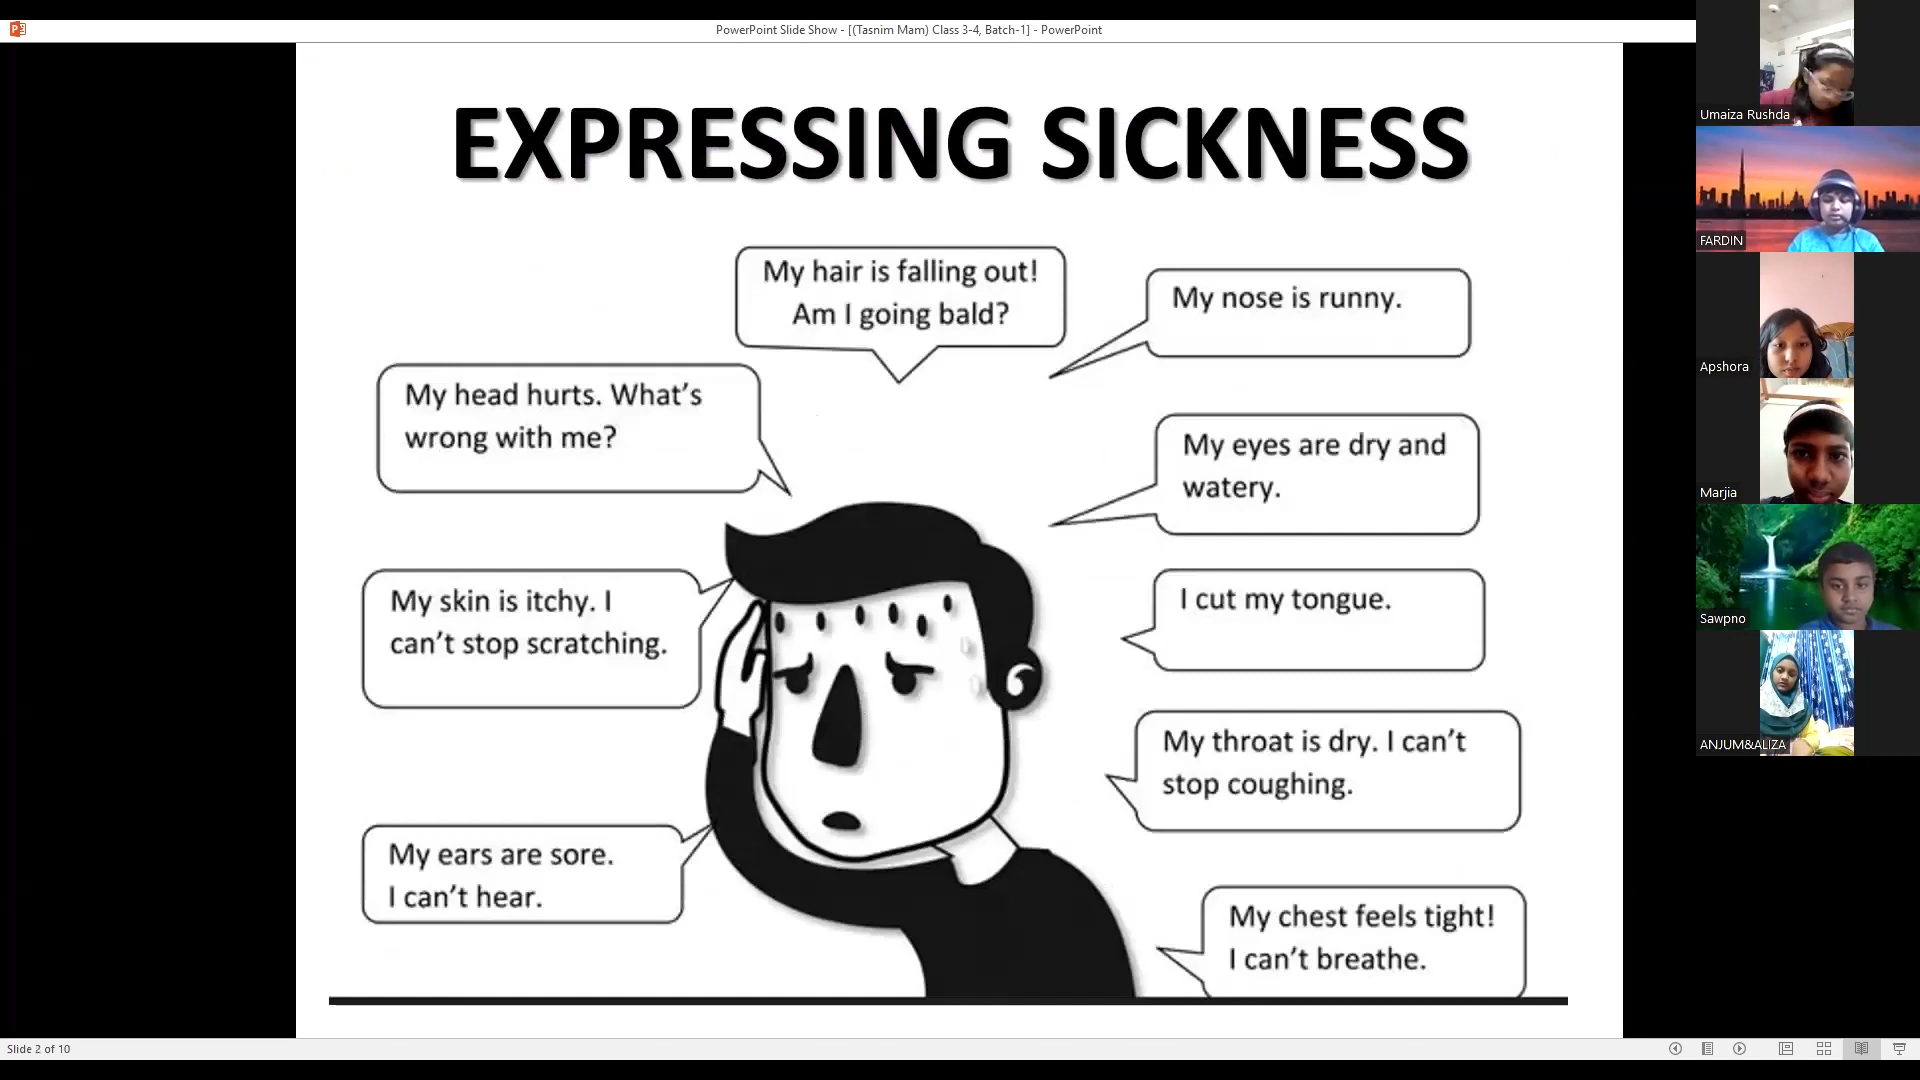 PowerPoint Slide Show - [(Tasnim Mam) Class 3-4, Batch-1] - PowerPoint
EXPRESSING SICKNESS
My hair is falling out!
Am I going bald?
My nose is runny.
My head hurts. What's
wrong with me?
My eyes are dry and
watery.
My skin is itchy. I
can't stop scratching.
I cut my tongue.
My throat is dry. I can't
stop coughing.
My ears are sore.
I can't hear.
My chest feels tight!
I can't breathe.
Umaiza Rushda
FARDIN
Apshora
Marjia
Sawpno
ANJUM&ALIZA
Slide 2 of 10